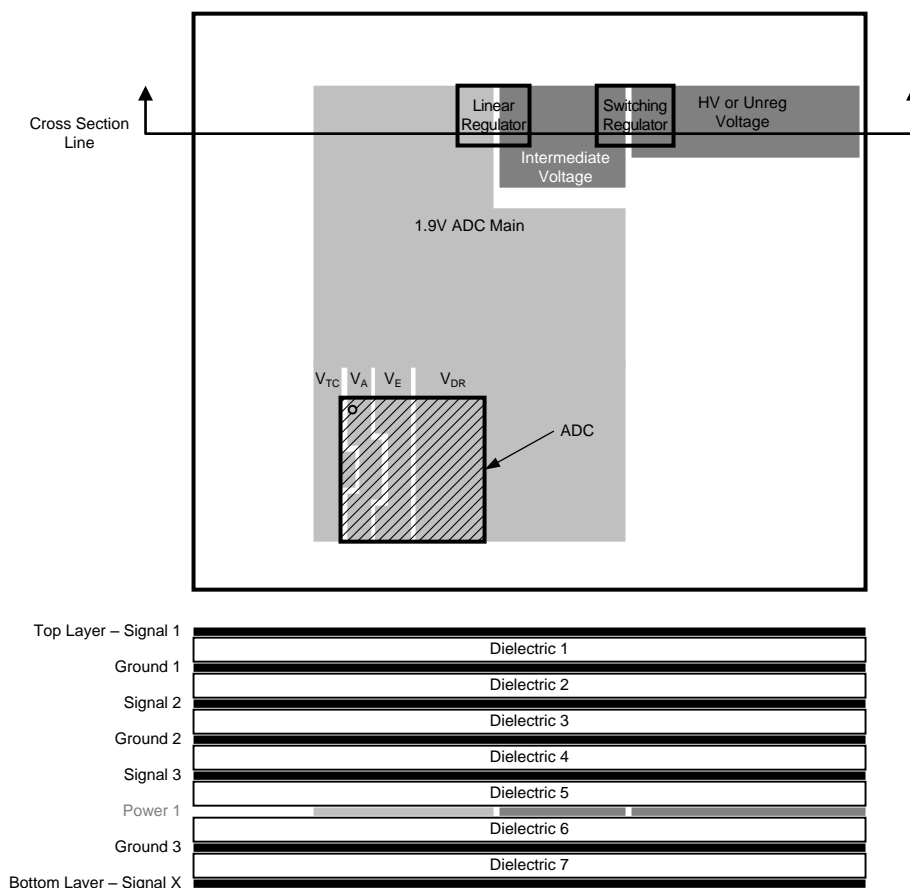 Linear
Regulator
Switching
Regulator
HV or Unreg
Voltage
Cross Section
Line
Intermediate
Voltage
1.9V ADC Main
VTC VA VE VDR
ADC
Top Layer – Signal 1
Dielectric 1
Ground 1
Dielectric 2
Signal 2
Dielectric 3
Ground 2
Dielectric 4
Signal 3
Dielectric 5
Power 1
Dielectric 6
Ground 3
Dielectric 7
Bottom Layer – Signal X